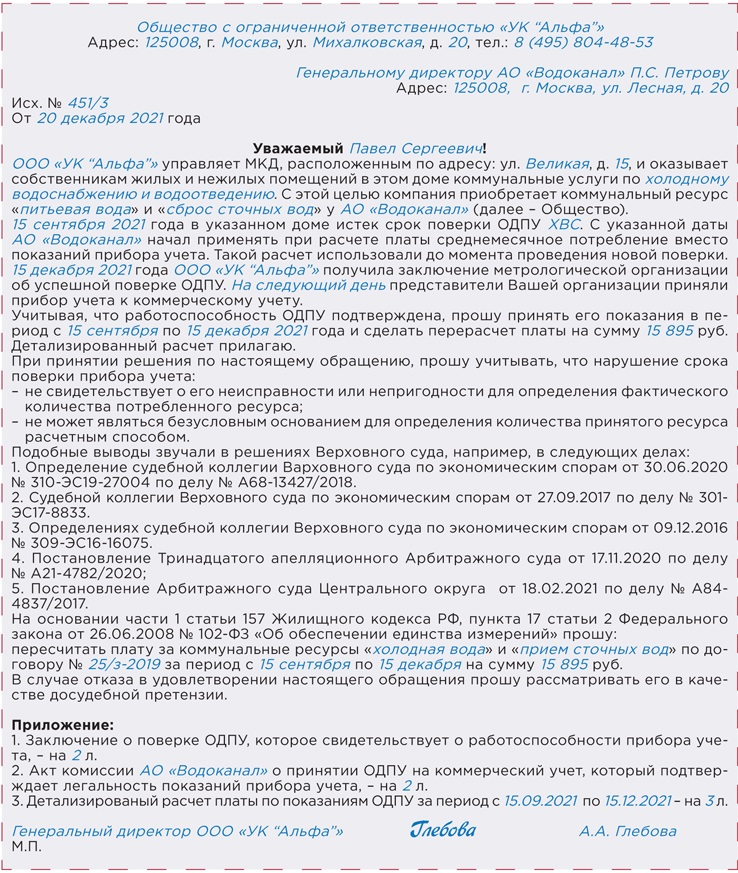 Общество с ограниченной ответственностью «УК “Альфа”»
Адрес: 125008, г. Москва, ул. Михалковская, д. 20, тел.: 8 (495) 804-48-53
Генеральному директору АО «Водоканал» П.С. Петрову
Адрес: 125008, г. Москва, ул. Лесная, д. 20
Исх. № 451/3
От 20 декабря 2021 года
Уважаемый Павел Сергеевич!
ООО «УК “Альфа”» управляет МКД, расположенным по адресу: ул. Великая, д. 15, и оказывает
собственникам жилых и нежилых помещений в этом доме коммунальные услуги по холодному
водоснабжению и водоотведению. С этой целью компания приобретает коммунальный ресурс
«питьевая вода» и «сброс сточных вод» у АО «Водоканал» (далее – Общество).
15 сентября 2021 года в указанном доме истек срок поверки ОДПУ ХВС. С указанной даты
АО «Водоканал» начал применять при расчете платы среднемесячное потребление вместо
показаний прибора учета. Такой расчет использовали до момента проведения новой поверки.
15 декабря 2021 года ООО «УК “Альфа”» получила заключение метрологической организации
об успешной поверке ОДПУ. На следующий день представители Вашей организации приняли
прибор учета к коммерческому учету.
Учитывая, что работоспособность ОДПУ подтверждена, прошу принять его показания в пе-
риод с 15 сентября по 15 декабря 2021 года и сделать перерасчет платы на сумму 15 895 руб.
Детализированный расчет прилагаю.
При принятии решения по настоящему обращению, прошу учитывать, что нарушение срока
поверки прибора учета:
– не свидетельствует о его неисправности или непригодности для определения фактического
количества потребленного ресурса;
– не может являться безусловным основанием для определения количества принятого ресурса
расчетным способом.
Подобные выводы звучали в решениях Верховного суда, например, в следующих делах:
1. Определение судебной коллегии Варховного суда по экономическим спорам от 30.06.2020
№ 310-ЭС19-27004 по делу № А68-13427/2018.
2. Судебной коллегии Верховного суда по экономическим спорам от 27.09.2017 по делу № 301-
ЭС17-8833.
3. Определениях судебной коллегии Верховного суда по экономическим спорам от 09.12.2016
№ 309-ЭС16-16075.
4. Постановление Тринадцатого апелляционого Арбитражного суда от 17.11.2020 по делу
№ А21-4782/2020;
5. Постановление Арбитражного суда Центрального округа от 18.02.2021 по делу № А84-
4837/2017.
На основании части 1 статьи 157 Жилищного кодекса РФ, пункта 17 статьи 2 Федерального
закона от 26.06.2008 № 102-ФЗ «Об обеспечении единства измерений» прошу:
пересчитать плату за коммунальные ресурсы «холодная вода» и «прием сточных вод» по до-
говору № 25/з-2019 за период с 15 сентября по 15 декабря на сумму 15 895 руб.
В случае отказа в удовлетворении настоящего обращения прошу рассматривать его в каче-
стве досудебной претензии.
Приложение:
1. Заключение о поверке ОДПУ, которое свидетельствует о работоспособности прибора уче-
та, – на 2 л.
2. Акт комиссии АО «Водоканал» о принятии ОДПУ на коммерческий учет, который подтвер-
ждает легальность показаний прибора учета, – на 2 л.
3. Детализированый расчет платы по показаниям ОДПУ за период с 15.09.2021 по 15.12.2021 – на 3 л.
Генеральный директор ООО «УК “Альфа”» Глебова А.А. Глебова
М.П.